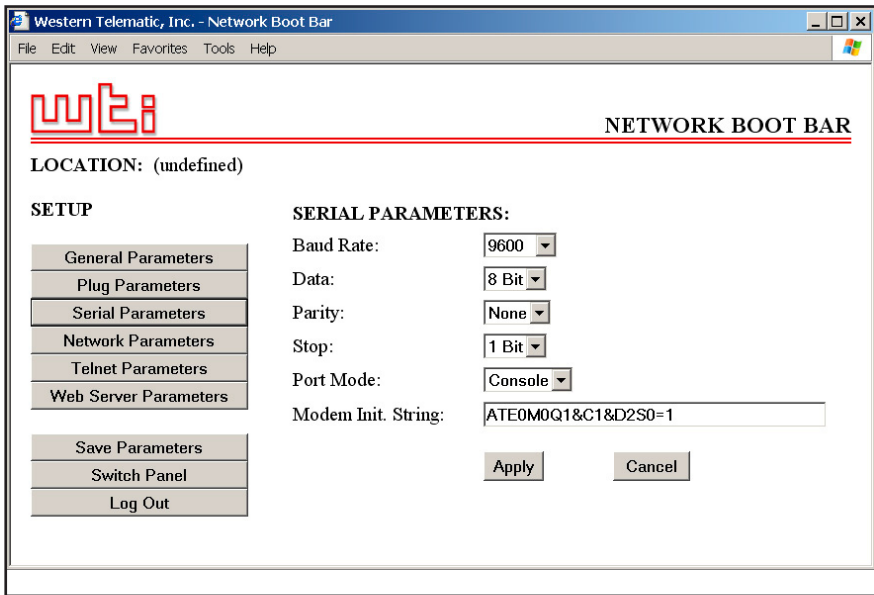 Western Telematic, Inc. - Network Boot Bar
File Edit View Favorites Tools Help
wti
NETWORK BOOT BAR
LOCATION: (undefined)
SETUP
General Parameters
Plug Parameters
Serial Parameters
Network Parameters
Telnet Parameters
Web Server Parameters
Save Parameters
Switch Panel
Log Out
SERIAL PARAMETERS:
Baud Rate: 9600
Data: 8 Bit
Parity: None
Stop: 1 Bit
Port Mode: Console
Modem Init. String: ATE0M0Q1&C1&D2S0=1
Apply Cancel